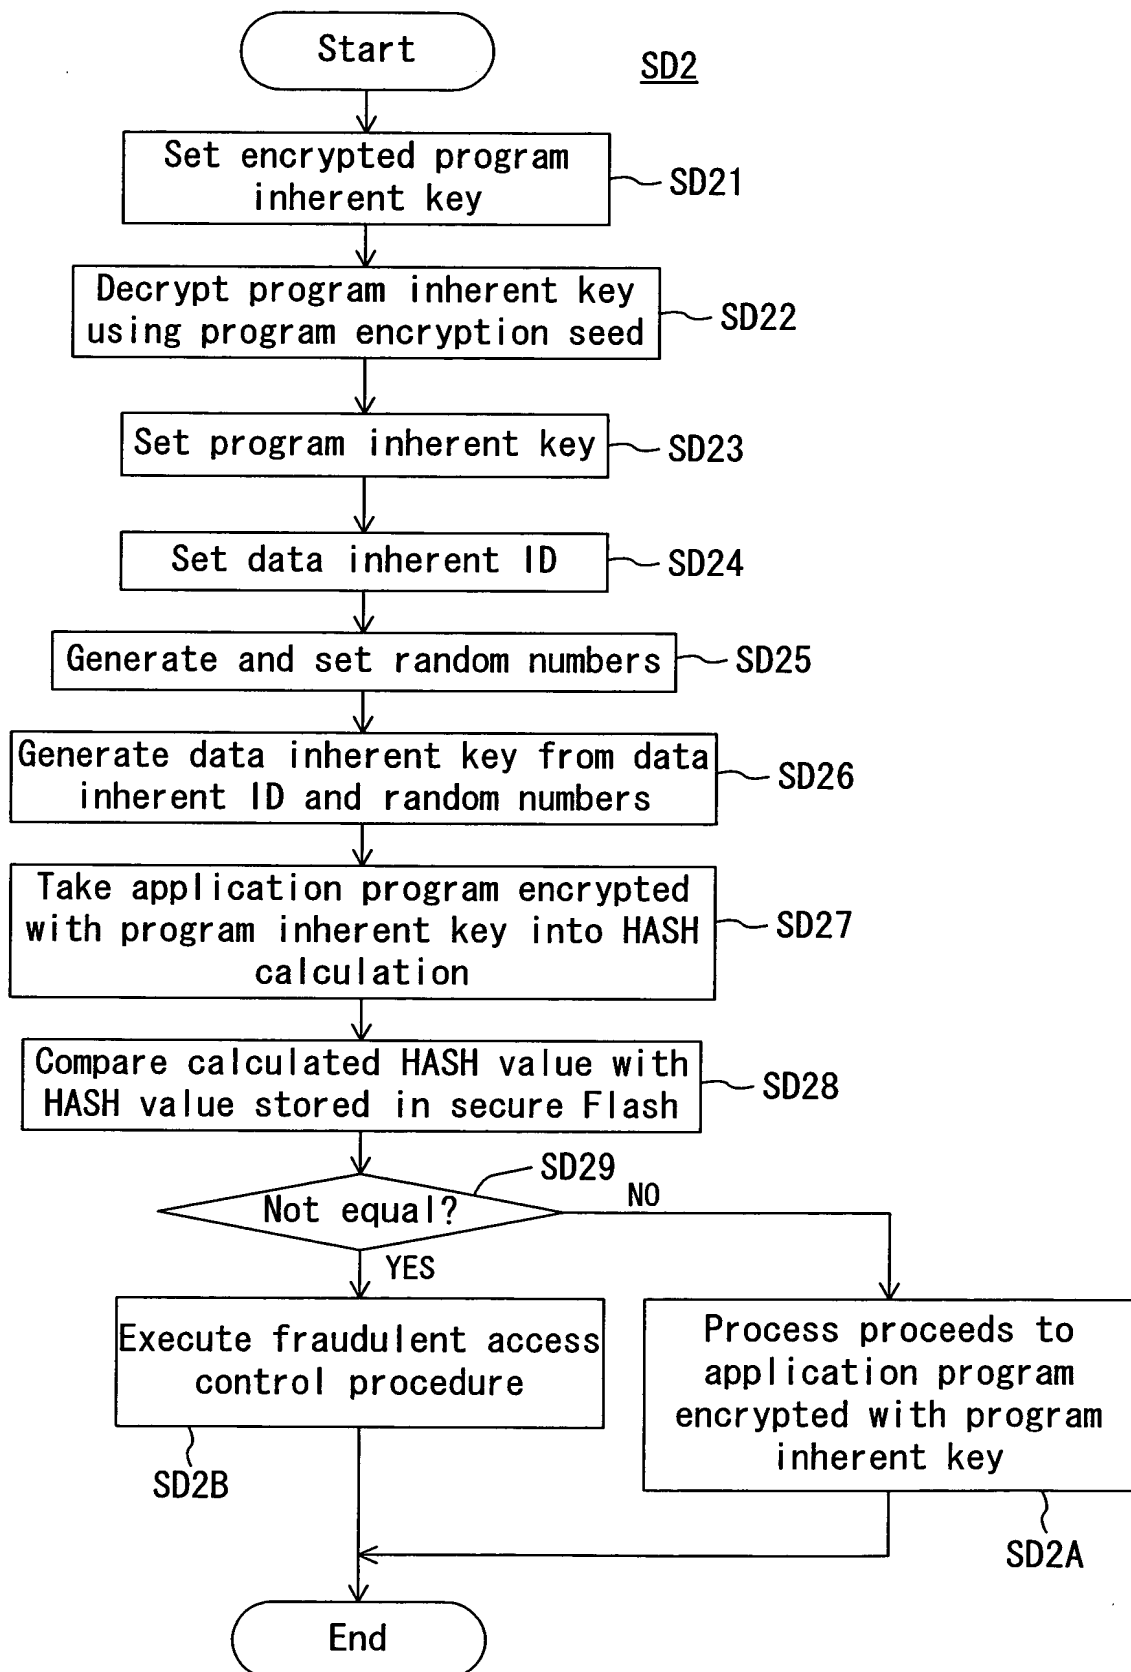 Start
SD2
Set encrypted program
inherent key
SD21
Decrypt program inherent key
using program encryption seed
SD22
Set program inherent key
SD23
Set data inherent ID
SD24
Generate and set random numbers
SD25
Generate data inherent key from data
inherent ID and random numbers
SD26
Take application program encrypted
with program inherent key into HASH
calculation
SD27
Compare calculated HASH value with
HASH value stored in secure Flash
SD28
SD29
Not equal?
NO
YES
Execute fraudulent access
control procedure
SD2B
Process proceeds to
application program
encrypted with program
inherent key
SD2A
End